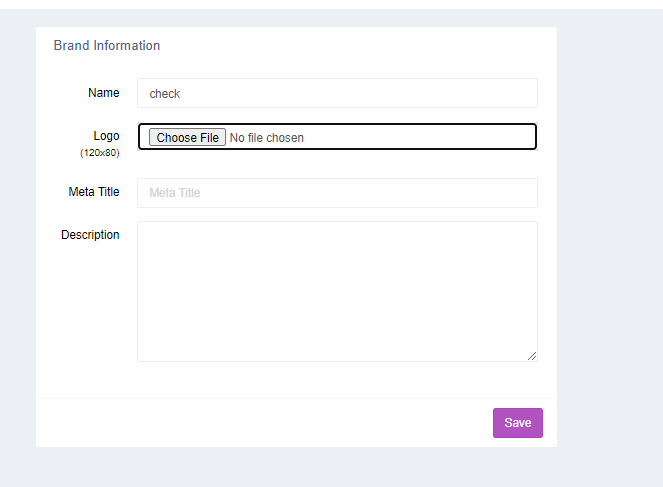 Brand Information
Name
check
Logo
(120x80)
Choose File No file chosen
Meta Title
Meta Title
Description
Save